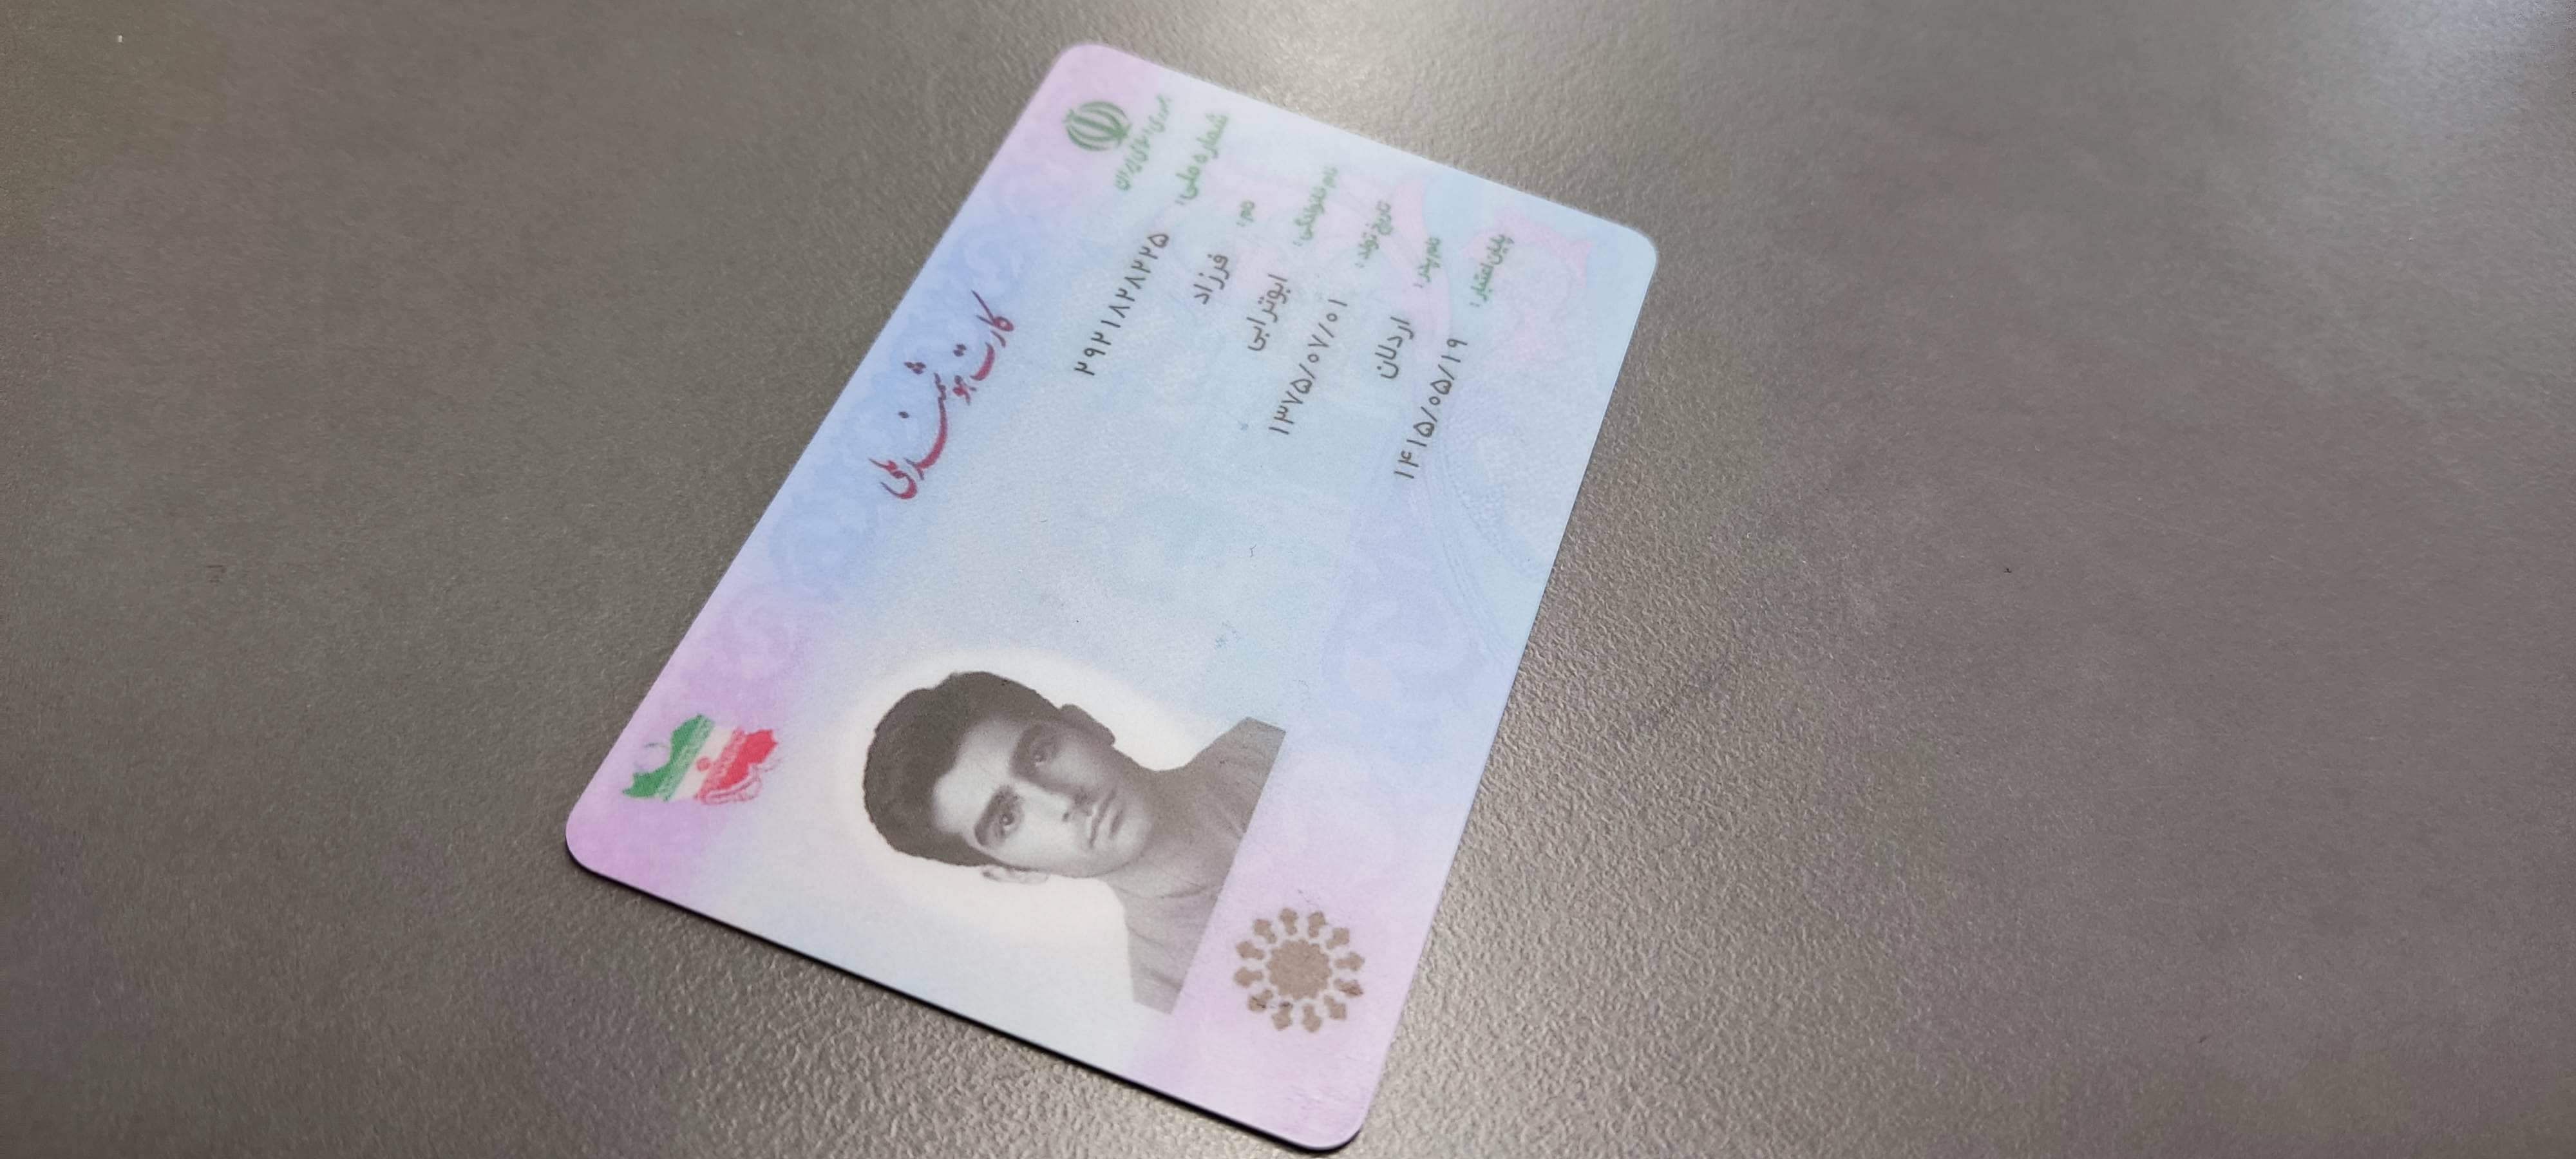 جمهوری اسلامی ایران
کارت هوشمند ملی
شماره ملی: ۲۹۲۱۸۲۸۲۲۵
نام: فرزاد
نام خانوادگی: ابوترابی
تاریخ تولد: ۱۳۷۵/۰۷/۰۱
نام پدر: اردلان
پایان اعتبار: ۱۴۱۵/۰۵/۱۹